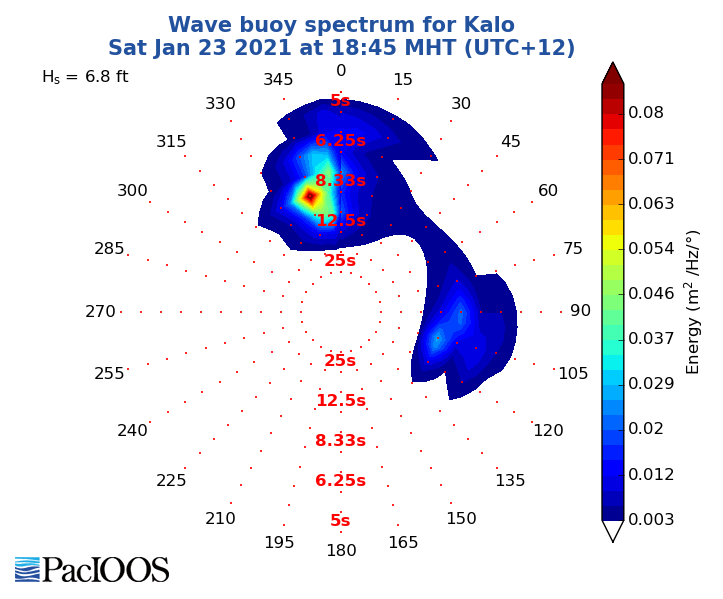 Wave buoy spectrum for Kalo
Sat Jan 23 2021 at 18:45 MHT (UTC+12)
Hs = 6.8 ft
0
345
15
330
30
315
45
300
60
285
75
270
90
255
105
240
120
225
135
210
150
195
165
180
5s
6.25s
8.33s
12.5s
25s
25s
12.5s
8.33s
6.25s
5s
0.08
0.071
0.063
0.054
0.046
0.037
0.029
0.02
0.012
0.003
Energy (m² /Hz/°)
PacIOOS